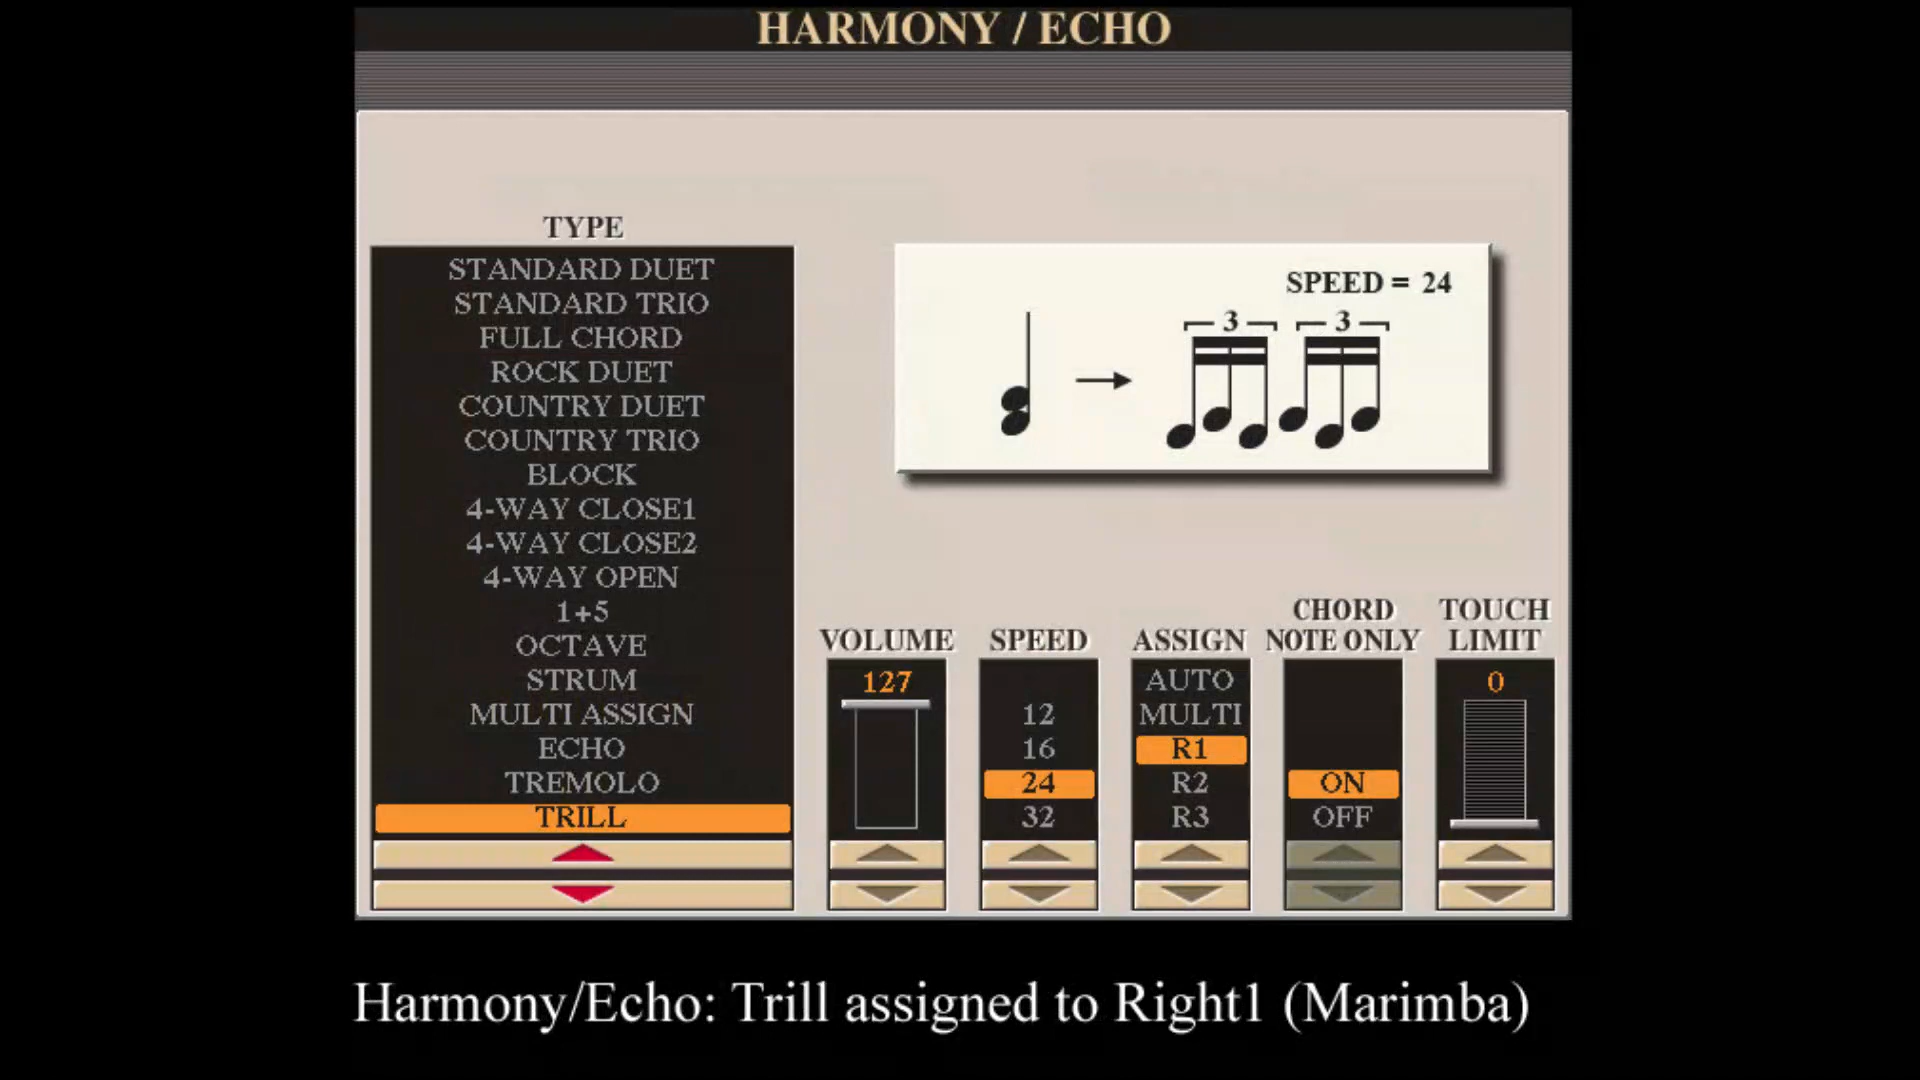 HARMONY / ECHO
TYPE
STANDARD DUET
STANDARD TRIO
FULL CHORD
ROCK DUET
COUNTRY DUET
COUNTRY TRIO
BLOCK
4-WAY CLOSE1
4-WAY CLOSE2
4-WAY OPEN
1+5
OCTAVE
STRUM
MULTI ASSIGN
ECHO
TREMOLO
TRILL
SPEED = 24
3 3
VOLUME
127
SPEED
12
16
24
32
ASSIGN
AUTO
MULTI
R1
R2
R3
CHORD
NOTE ONLY
ON
OFF
TOUCH
LIMIT
0
Harmony/Echo: Trill assigned to Right1 (Marimba)